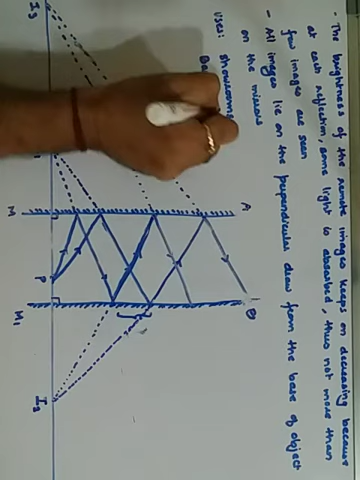 - The brightness of the remote images keeps on decreasing because
at each reflection, some light is absorbed, thus not more than
few images are seen
- All images lie on the perpendicular draw from the base of object
on the mirrors
Uses: Showrooms
I3
M
A
P
M1
B
I2